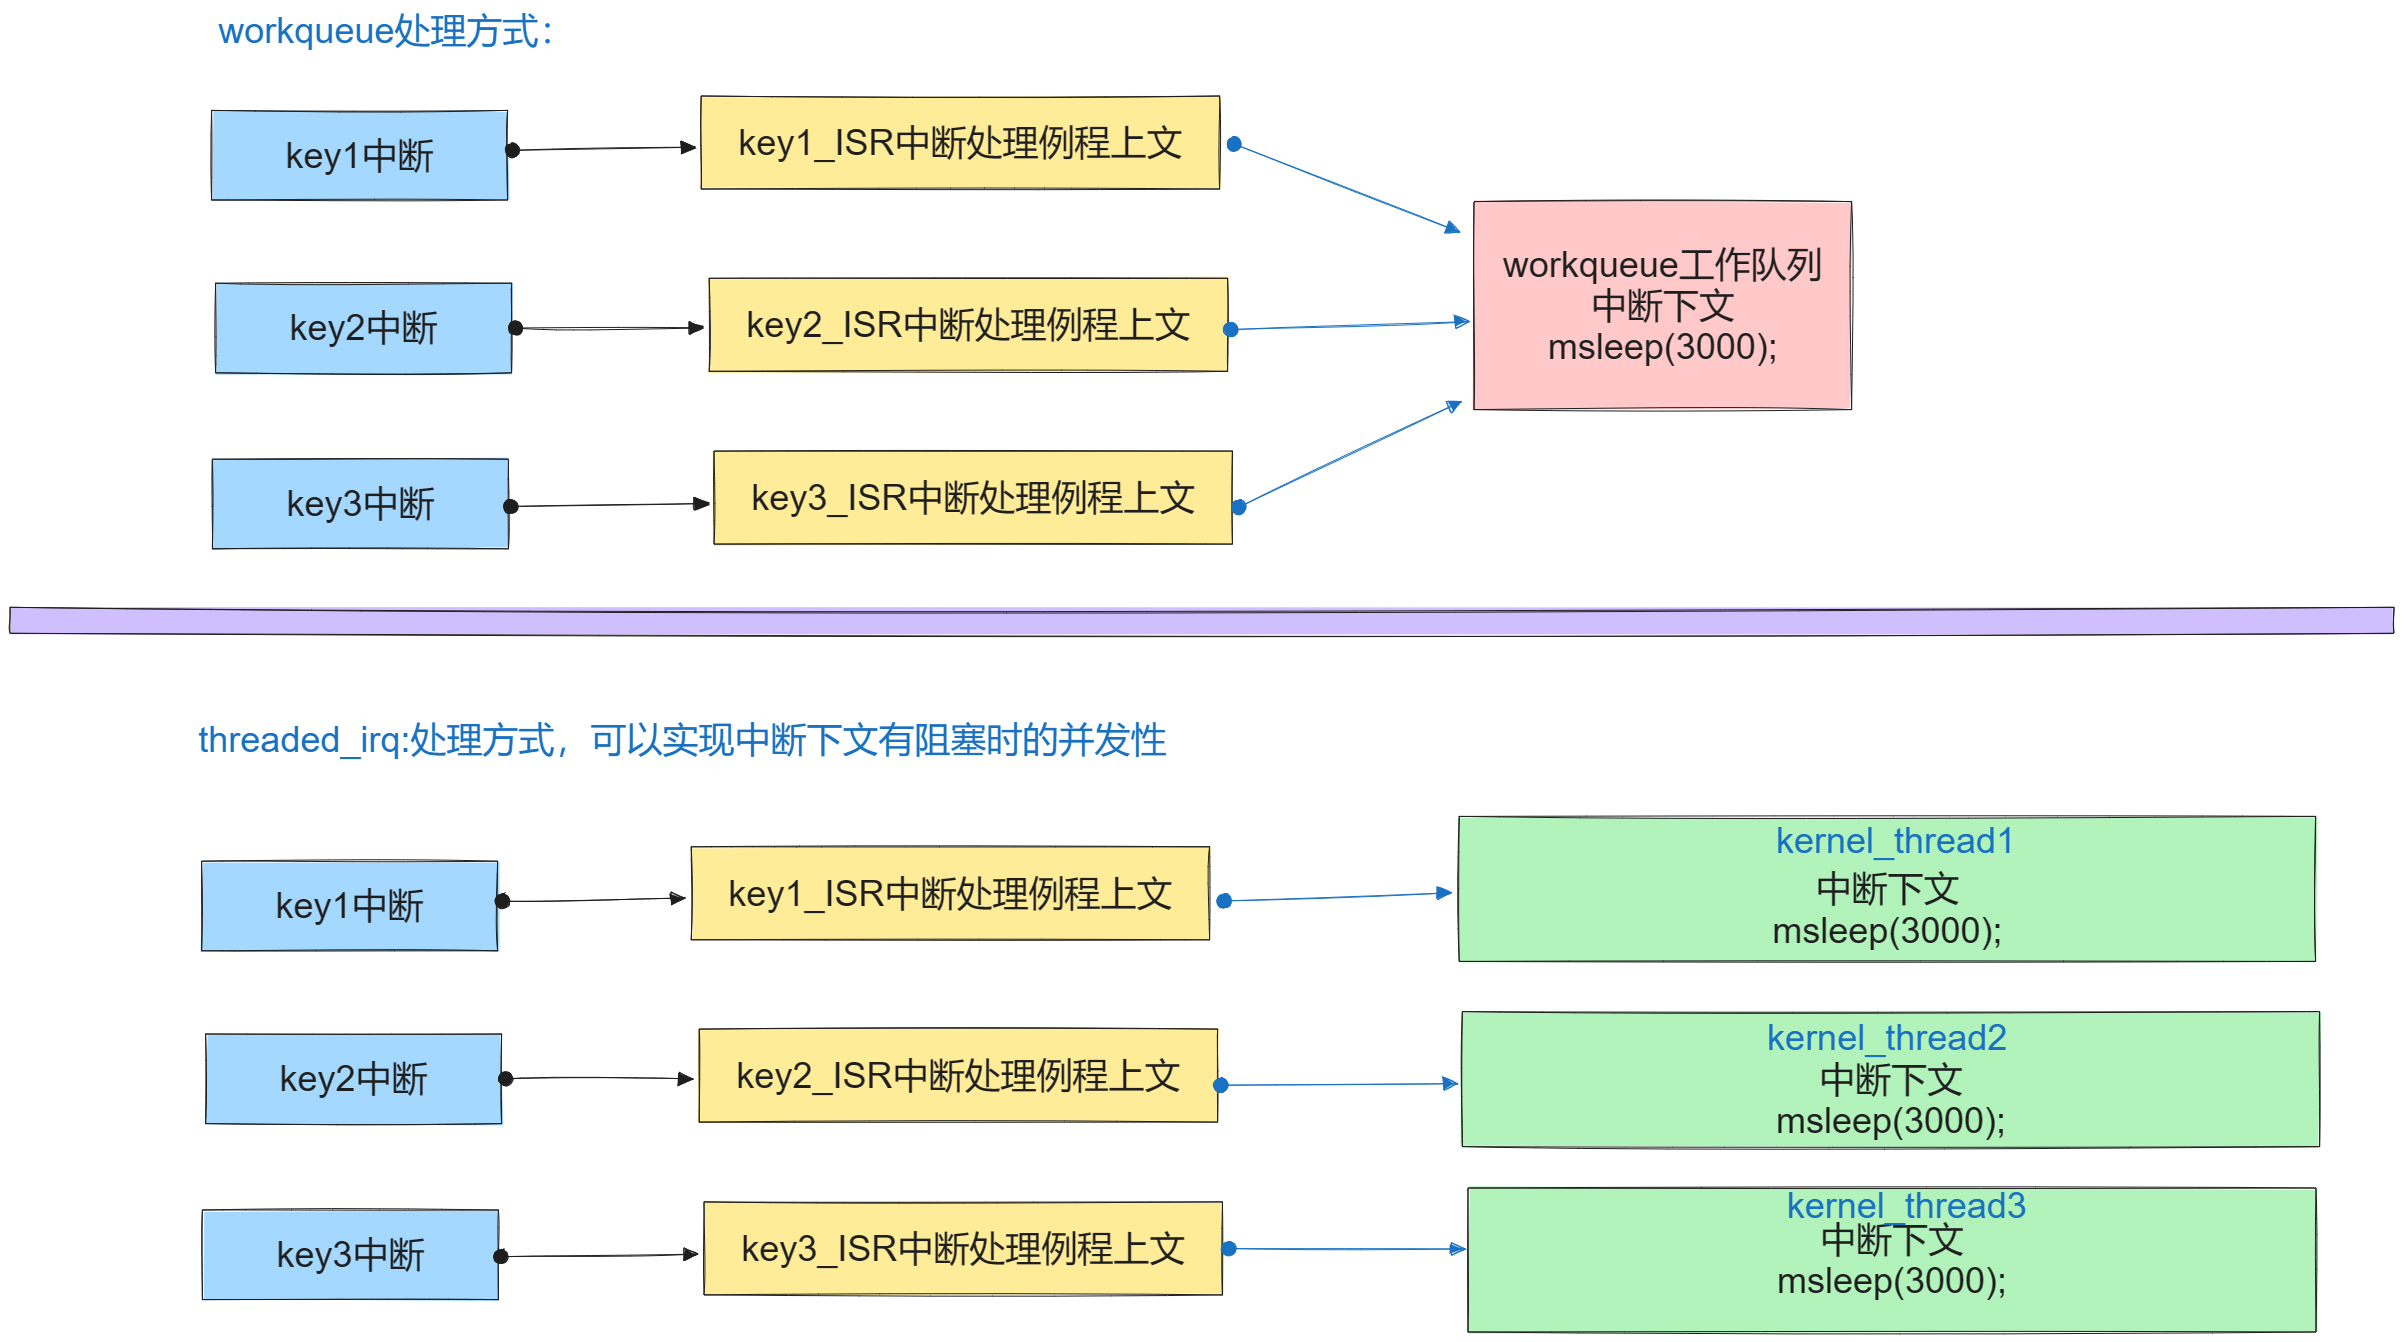 workqueue处理方式：
key1中断
key1_ISR中断处理例程上文
key2中断
key2_ISR中断处理例程上文
key3中断
key3_ISR中断处理例程上文
workqueue工作队列
中断下文
msleep(3000);
threaded_irq:处理方式，可以实现中断下文有阻塞时的并发性
key1中断
key1_ISR中断处理例程上文
kernel_thread1
中断下文
msleep(3000);
key2中断
key2_ISR中断处理例程上文
kernel_thread2
中断下文
msleep(3000);
key3中断
key3_ISR中断处理例程上文
kernel_thread3
中断下文
msleep(3000);